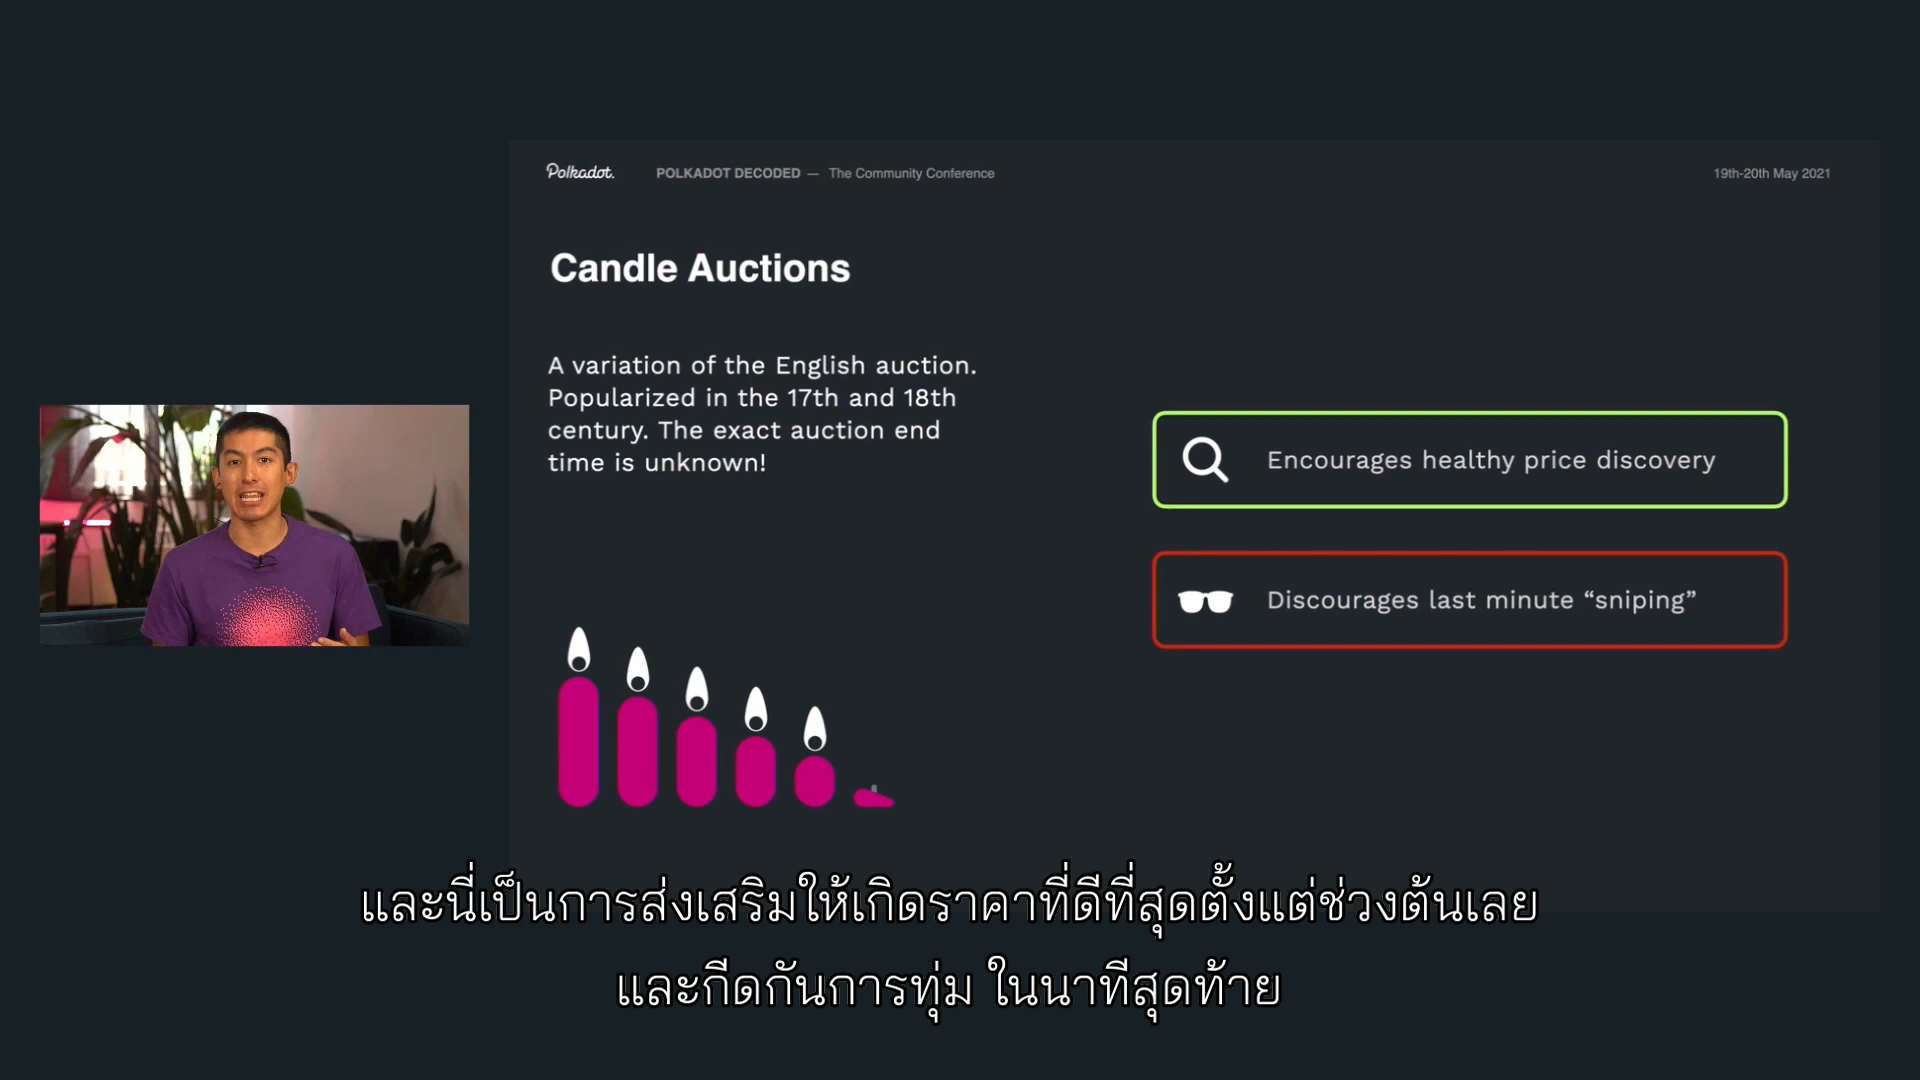 Polkadot.
POLKADOT DECODED — The Community Conference
19th-20th May 2021
Candle Auctions
A variation of the English auction.
Popularized in the 17th and 18th
century. The exact auction end
time is unknown!
Encourages healthy price discovery
Discourages last minute “sniping”
และนี่เป็นการส่งเสริมให้เกิดราคาที่ดีที่สุดตั้งแต่ช่วงต้นเลย
และกีดกันการทุ่ม ในนาทีสุดท้าย